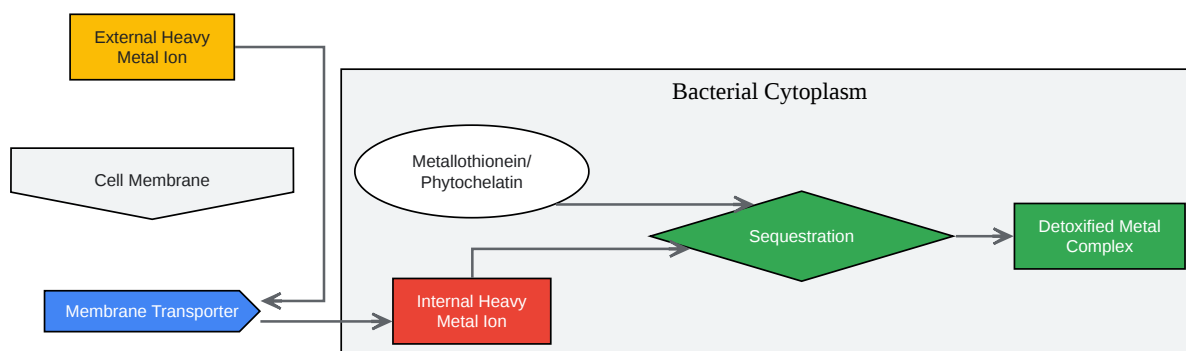 External Heavy
Metal Ion
Bacterial Cytoplasm
Metallothionein/
Phytochelatin
Cell Membrane
Sequestration
Detoxified Metal
Complex
Membrane Transporter
Internal Heavy
Metal Ion